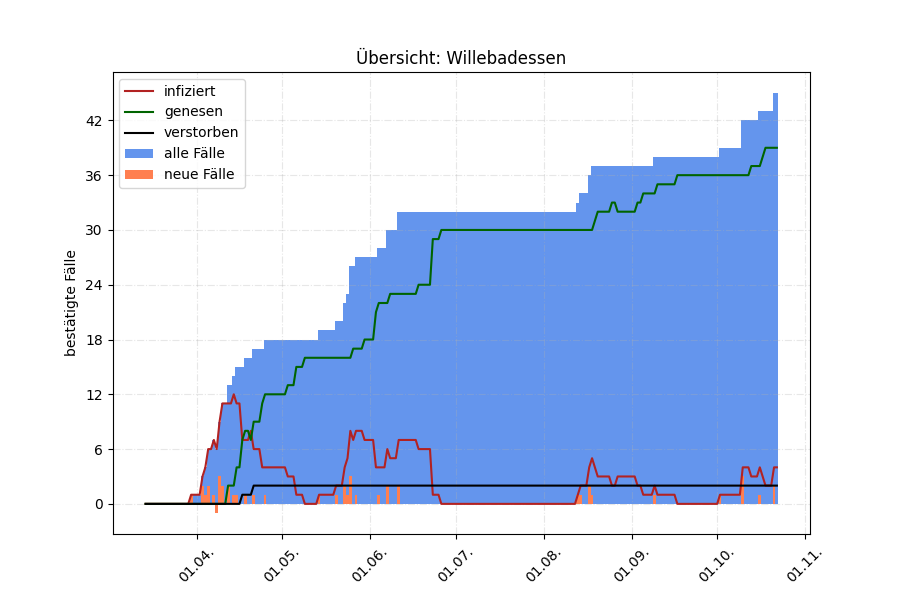 Übersicht: Willebadessen
infiziert
genesen
verstorben
alle Fälle
neue Fälle
bestätigte Fälle
42
36
30
24
18
12
6
0
01.04.
01.05.
01.06.
01.07.
01.08.
01.09.
01.10.
01.11.